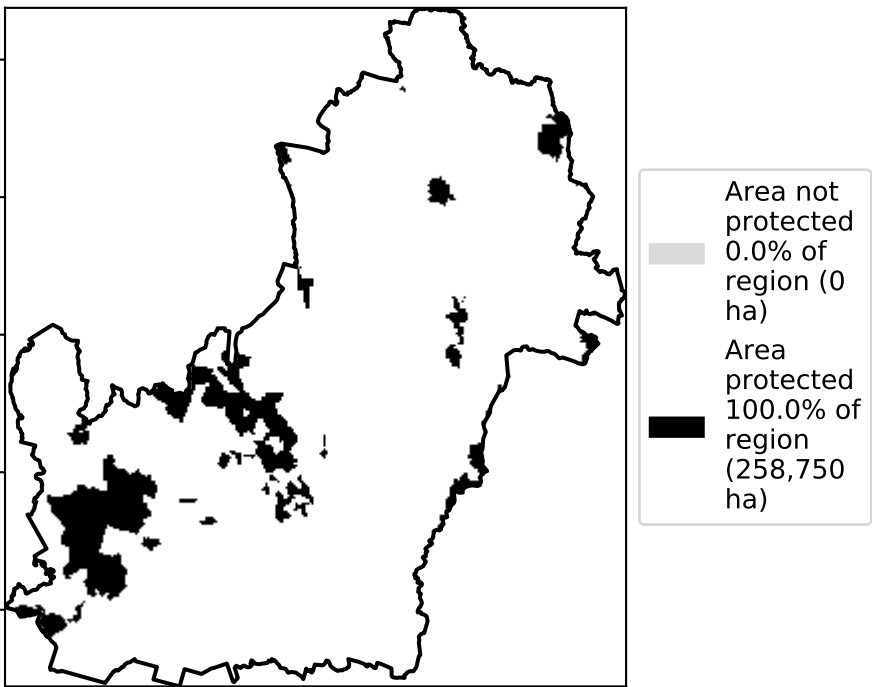 Area not
protected
0.0% of
region (0
ha)
Area
protected
100.0% of
region
(258,750
ha)